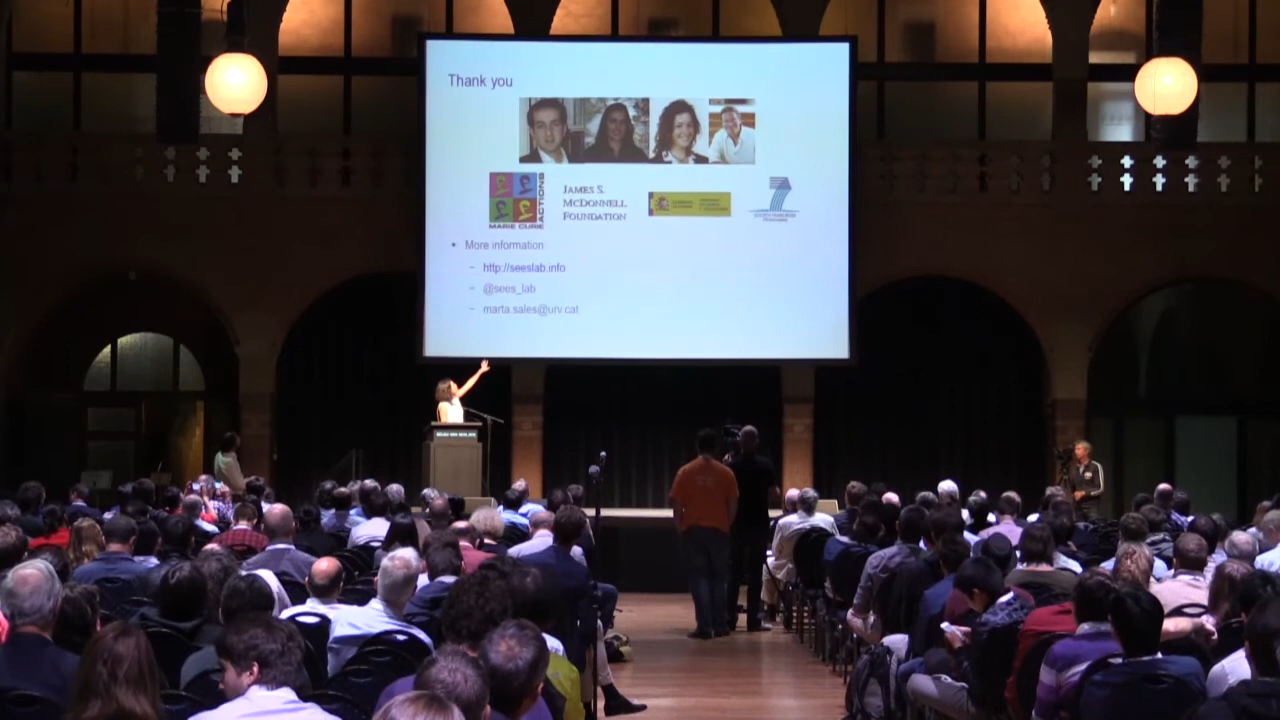 Thank you
MARIE CURIE
ACTIONS
JAMES S.
MCDONNELL
FOUNDATION
• More information
– http://seeslab.info
– @sees_lab
– marta.sales@urv.cat